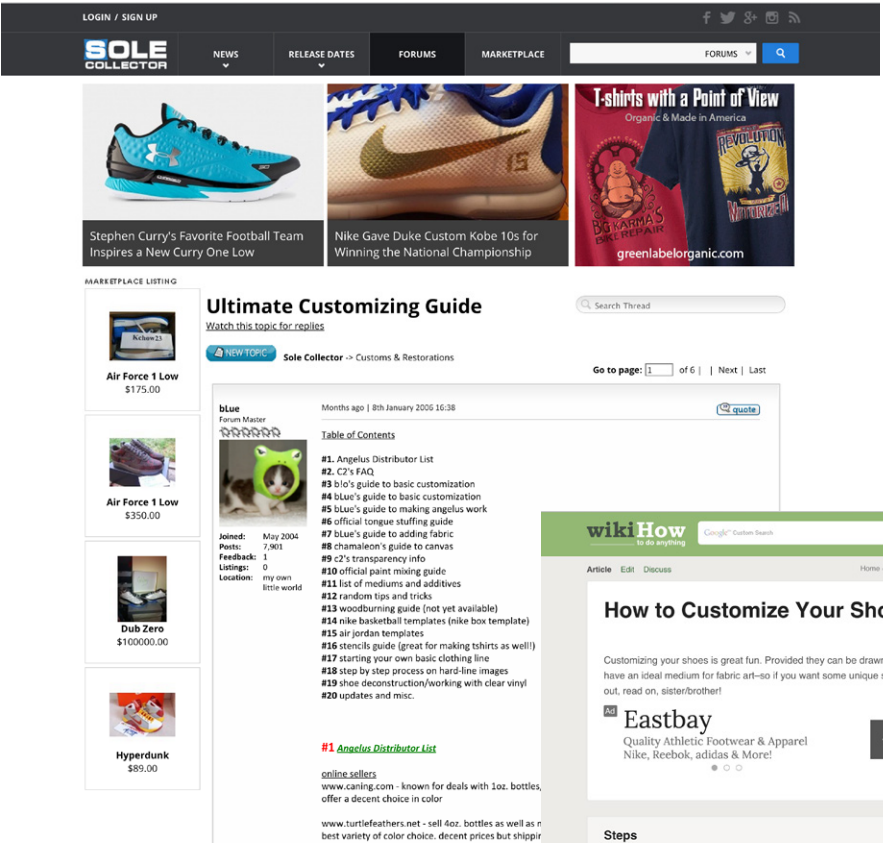 LOGIN / SIGN UP
SOLE
COLLECTOR
NEWS
RELEASE DATES
FORUMS
MARKETPLACE
FORUMS
15
Stephen Curry's Favorite Football Team
Inspires a New Curry One Low
Nike Gave Duke Custom Kobe 10s for
Winning the National Championship
T-shirts with a Point of View
Organic & Made in America
REVOLUTION
BIG KARMA'S
BIKE REPAIR
greenlabelorganic.com
MARKETPLACE LISTING
Kchow23
Air Force 1 Low
$175.00
Air Force 1 Low
$350.00
Dub Zero
$100000.00
Hyperdunk
$89.00
Ultimate Customizing Guide
Watch this topic for replies
Search Thread
NEW TOPIC
Sole Collector -> Customs & Restorations
Go to page: 1 of 6 | | Next | Last
bLue
Forum Master
Joined: May 2004
Posts: 7,901
Feedback: 1
Listings: 0
Location: my own
little world
Months ago | 8th January 2006 16:38
quote
Table of Contents
#1. Angelus Distributor List
#2. C2's FAQ
#3 b!o's guide to basic customization
#4 bLue's guide to basic customization
#5 bLue's guide to making angelus work
#6 official tongue stuffing guide
#7 blue's guide to adding fabric
#8 chamaleon's guide to canvas
#9 c2's transparency info
#10 official paint mixing guide
#11 list of mediums and additives
#12 random tips and tricks
#13 woodburning guide (not yet available)
#14 nike basketball templates (nike box template)
#15 air jordan templates
#16 stencils guide (great for making tshirts as well!)
#17 starting your own basic clothing line
#18 step by step process on hard-line images
#19 shoe deconstruction/working with clear vinyl
#20 updates and misc.
#1 Angelus Distributor List
online sellers
www.caning.com - known for deals with 1oz. bottles,
offer a decent choice in color
www.turtlefeathers.net - sell 4oz. bottles as well as
best variety of color choice. decent prices but
wikiHow
to do anything
Google Custom Search
Article Edit Discuss
Home
How to Customize Your Sho
Customizing your shoes is great fun. Provided they can be drawn
have an ideal medium for fabric art–so if you want some unique s
out, read on, sister/brother!
Ad
Eastbay
Quality Athletic Footwear & Apparel
Nike, Reebok, adidas & More!
Steps